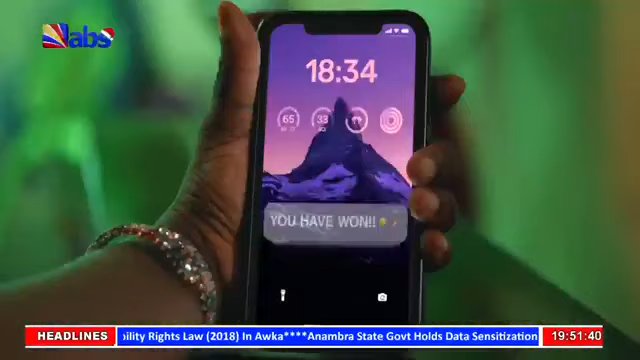 abs
18:34
65
33
YOU HAVE WON!!
HEADLINES
ility Rights Law (2018) In Awka****Anambra State Govt Holds Data Sensitization
19:51:40